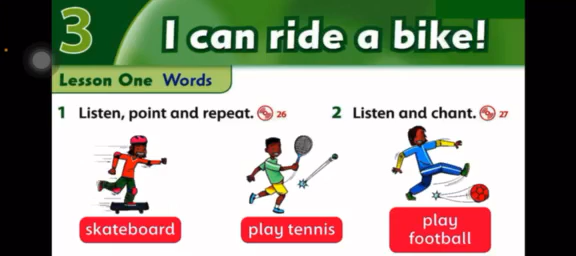 3
I can ride a bike!
Lesson One Words
1 Listen, point and repeat. 26
2 Listen and chant. 27
skateboard
play tennis
play
football